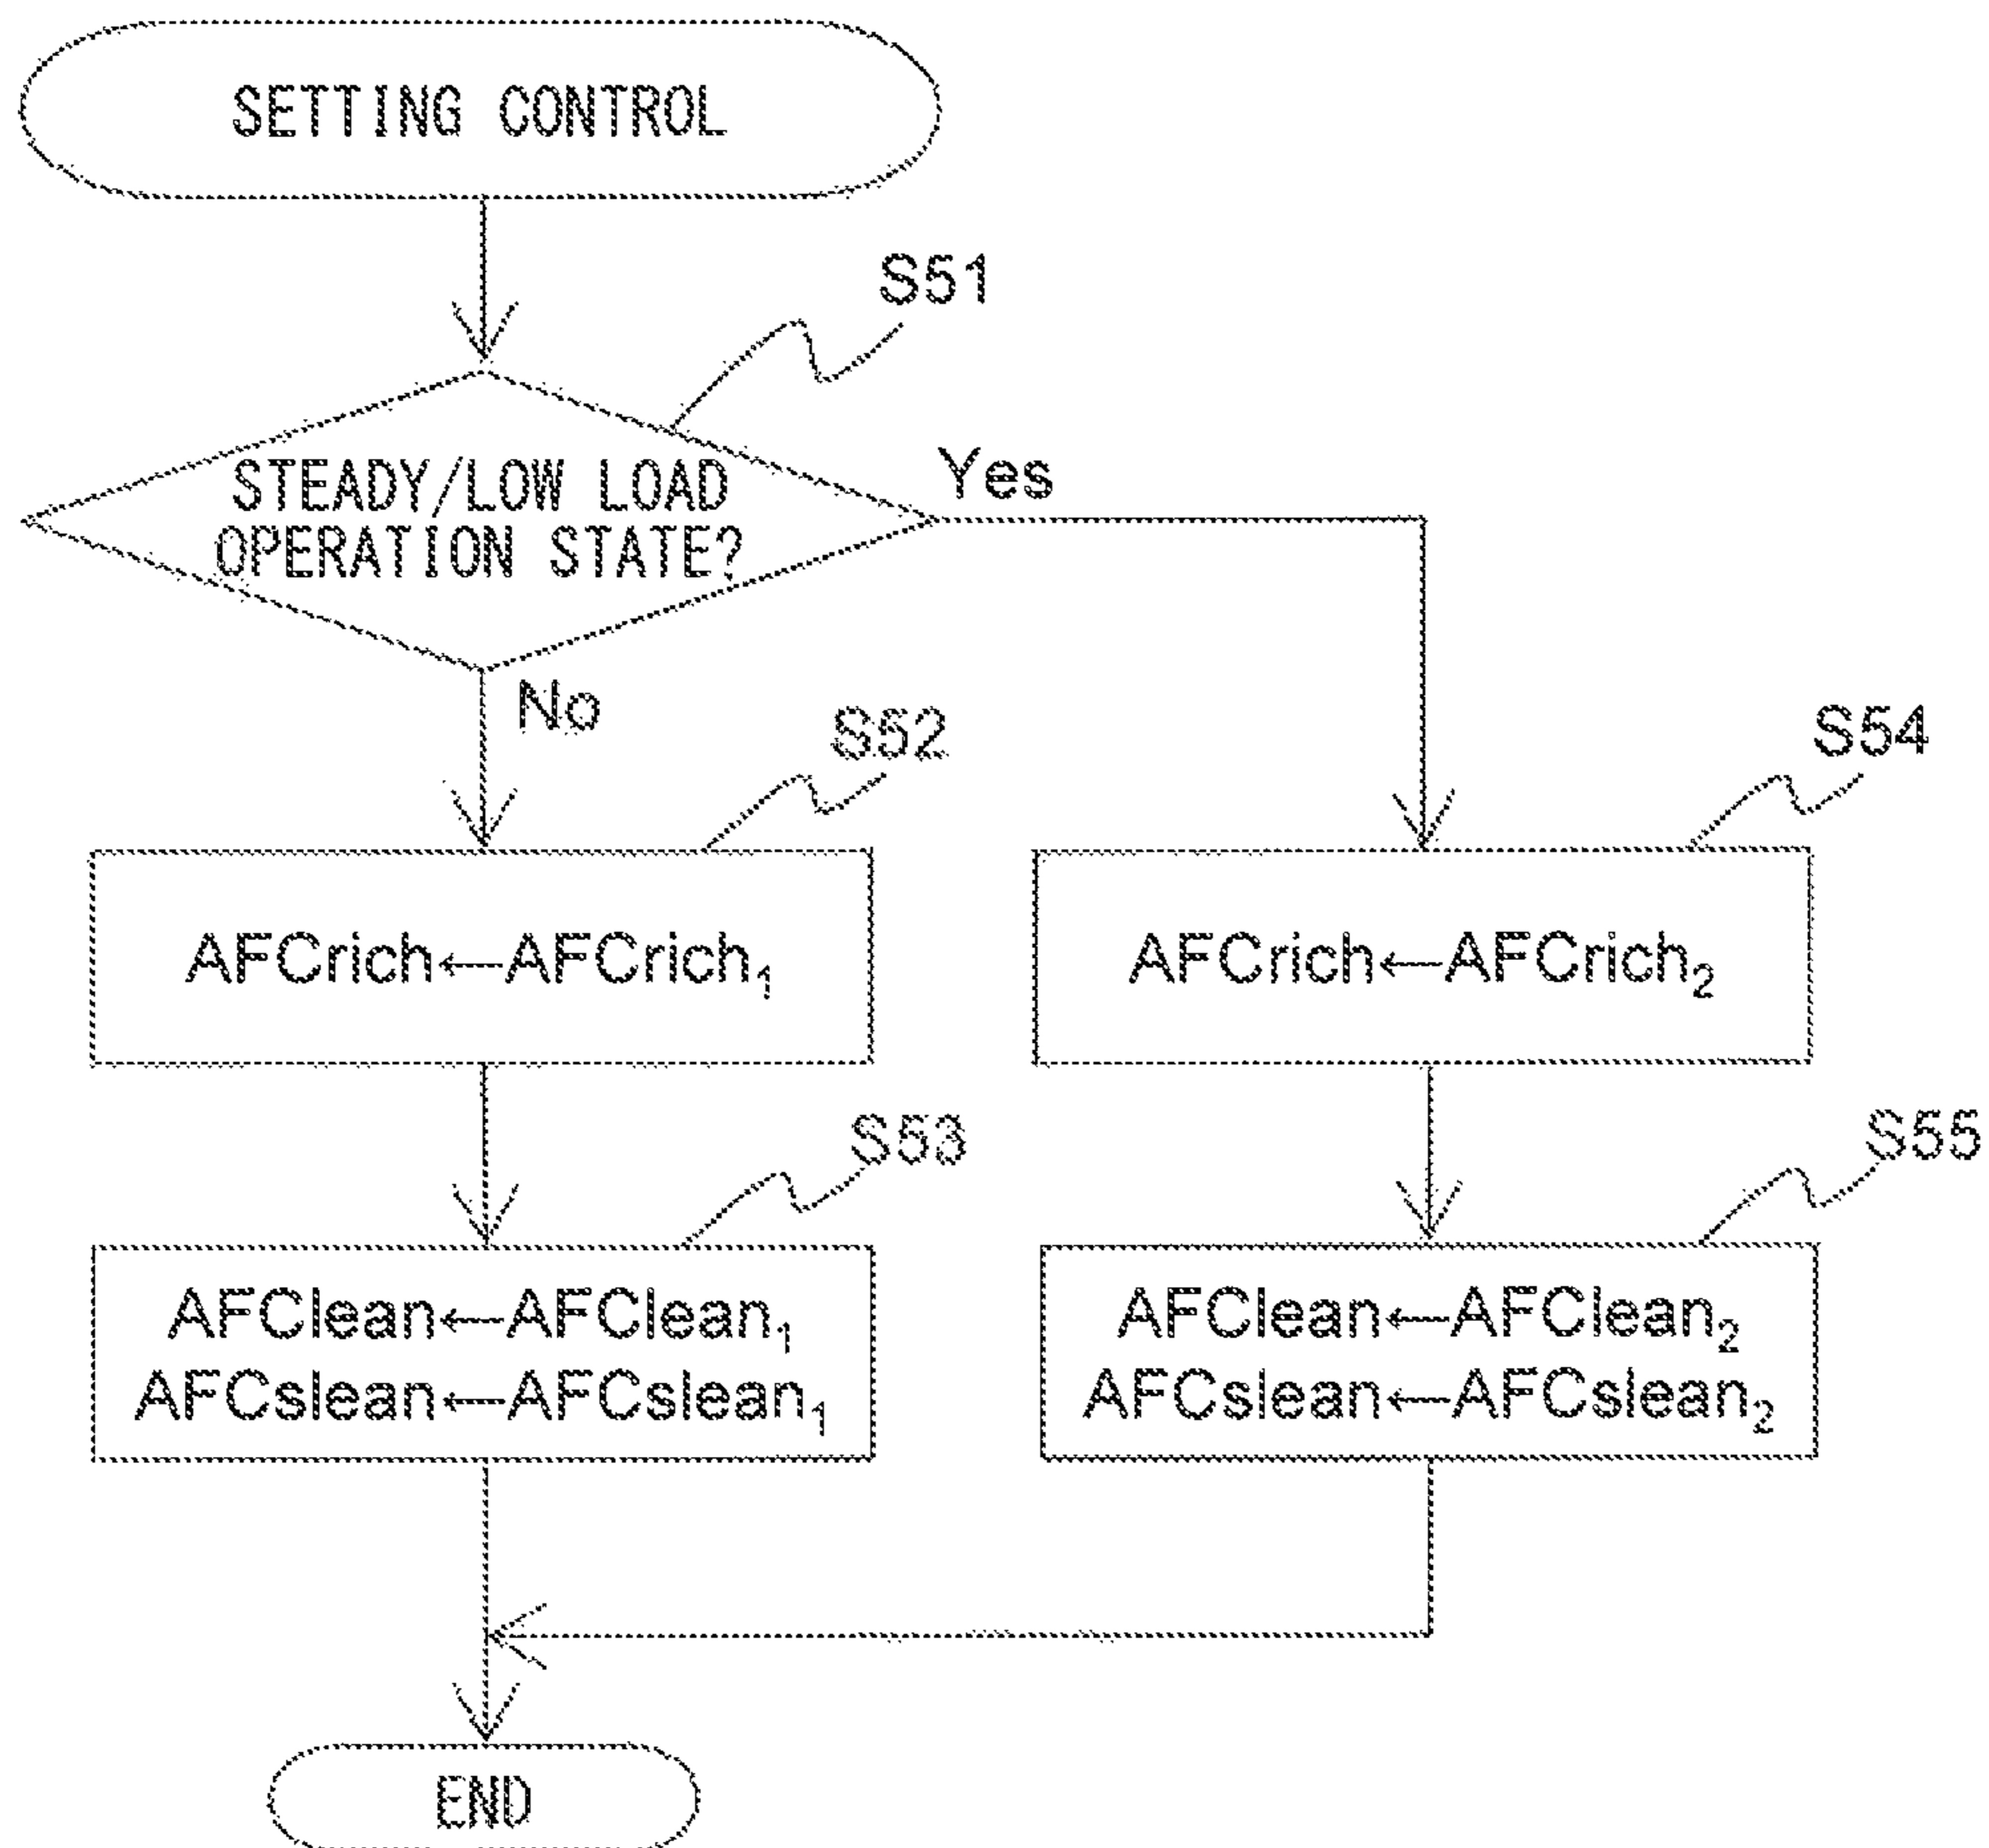 SETTING CONTROL
S51
STEADY/LOW LOAD
OPERATION STATE?
Yes
No
S52
S54
AFCrich←AFCrich₁
AFCrich←AFCrich₂
S53
S55
AFClean←AFClean₁
AFCslean←AFCslean₁
AFClean←AFClean₂
AFCslean←AFCslean₂
END